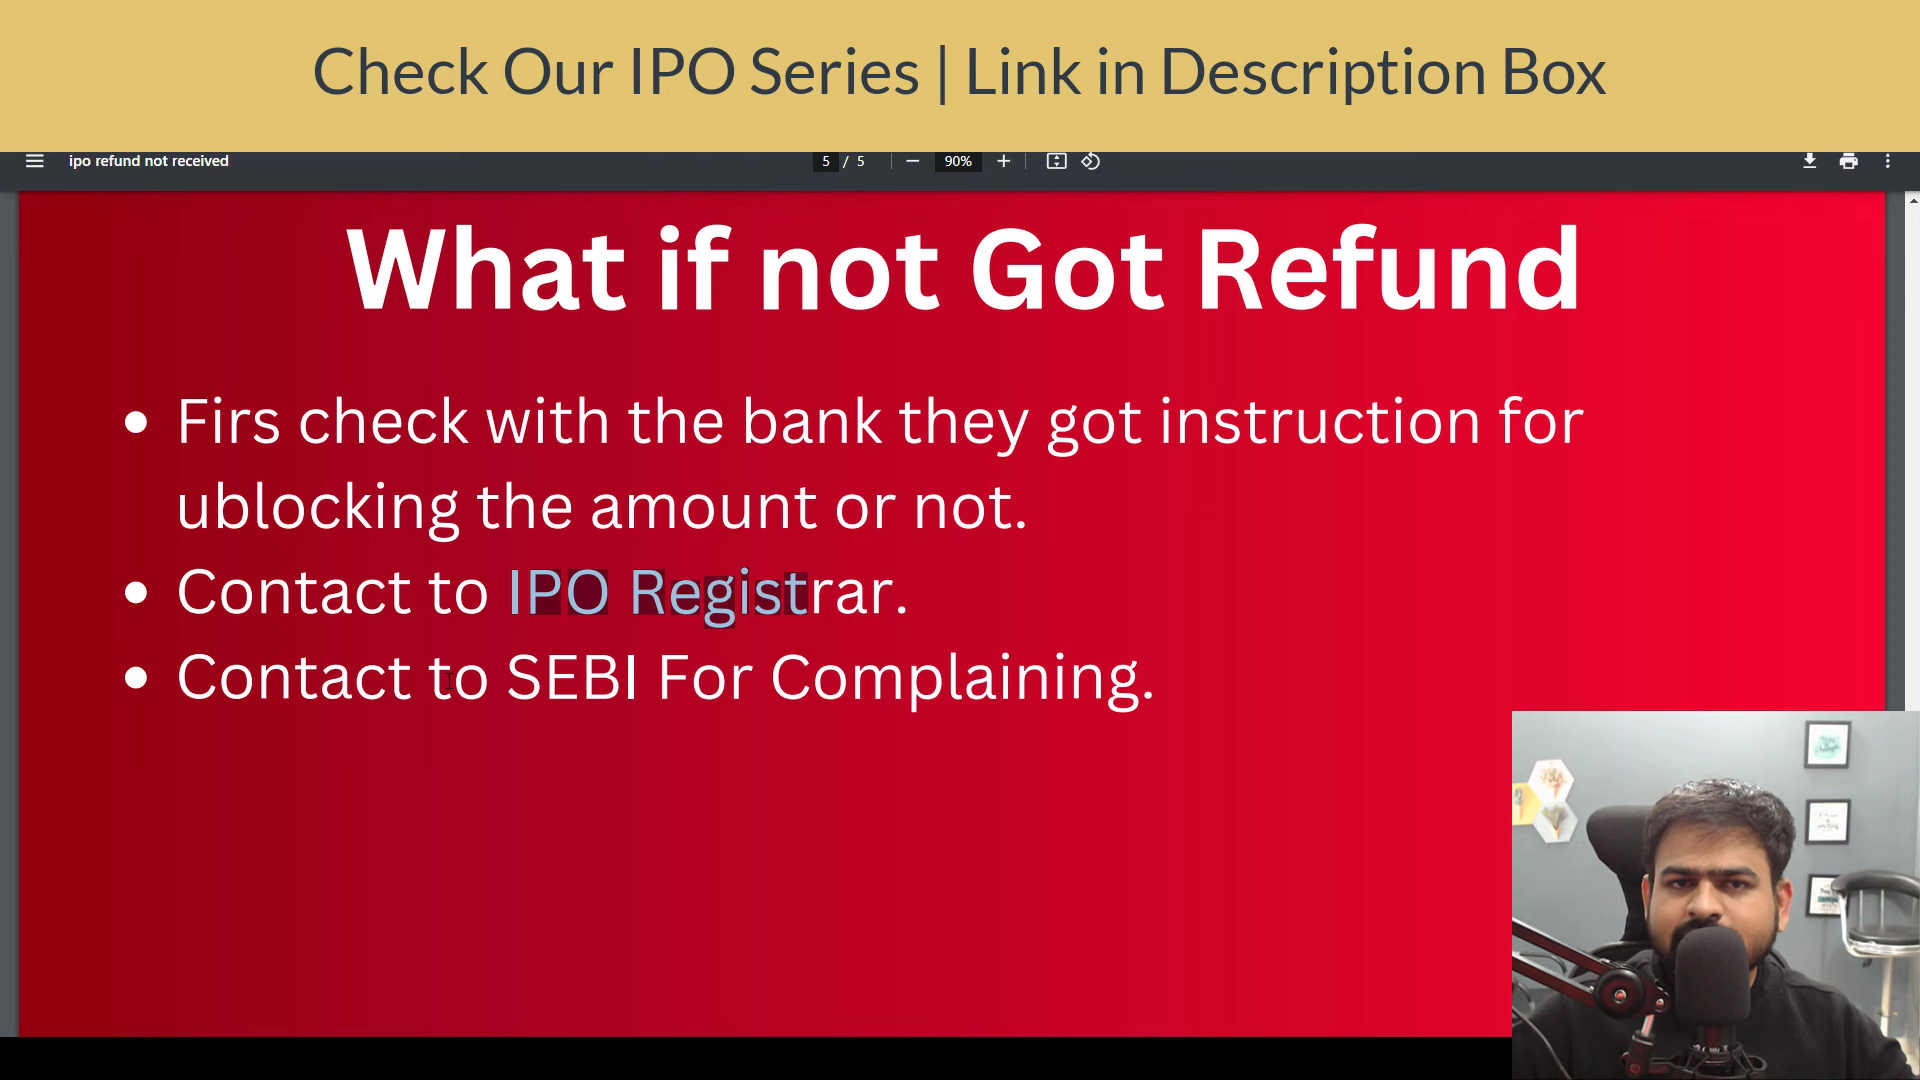 Check Our IPO Series | Link in Description Box
ipo refund not received
5 / 5
90%
What if not Got Refund
• Firs check with the bank they got instruction for
ublocking the amount or not.
• Contact to IPO Registrar.
• Contact to SEBI For Complaining.